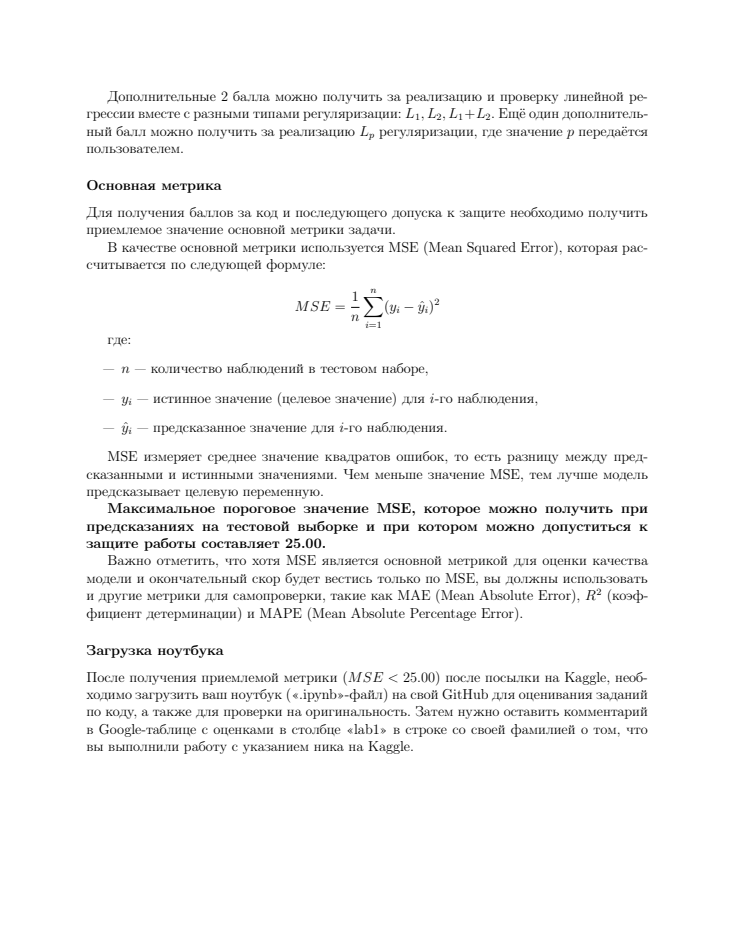 Дополнительные 2 балла можно получить за реализацию и проверку линейной ре-
грессии вместе с разными типами регуляризации: L₁, L₂, L₁+L₂. Ещё один дополнитель-
ный балл можно получить за реализацию Lₚ регуляризации, где значение p передаётся
пользователем.
Основная метрика
Для получения баллов за код и последующего допуска к защите необходимо получить
приемлемое значение основной метрики задачи.
В качестве основной метрики используется MSE (Mean Squared Error), которая рас-
считывается по следующей формуле:
MSE = \frac{1}{n} \sum_{i=1}^{n} (y_i − ŷ_i)²
где:
— n — количество наблюдений в тестовом наборе,
— yᵢ — истинное значение (целевое значение) для i-го наблюдения,
— ŷᵢ — предсказанное значение для i-го наблюдения.
MSE измеряет среднее значение квадратов ошибок, то есть разницу между пред-
сказанными и истинными значениями. Чем меньше значение MSE, тем лучше модель
предсказывает целевую переменную.
Максимальное пороговое значение MSE, которое можно получить при
предсказаниях на тестовой выборке и при котором можно допуститься к
защите работы составляет 25.00.
Важно отметить, что хотя MSE является основной метрикой для оценки качества
модели и окончательный скор будет вестись только по MSE, вы должны использовать
и другие метрики для самопроверки, такие как MAE (Mean Absolute Error), R² (коэф-
фициент детерминации) и MAPE (Mean Absolute Percentage Error).
Загрузка ноутбука
После получения приемлемой метрики (MSE < 25.00) после посылки на Kaggle, необ-
ходимо загрузить ваш ноутбук («.ipynb»-файл) на свой GitHub для оценивания заданий
по коду, а также для проверки на оригинальность. Затем нужно оставить комментарий
в Google-таблице с оценками в столбце «lab1» в строке со своей фамилией о том, что
вы выполнили работу с указанием ника на Kaggle.